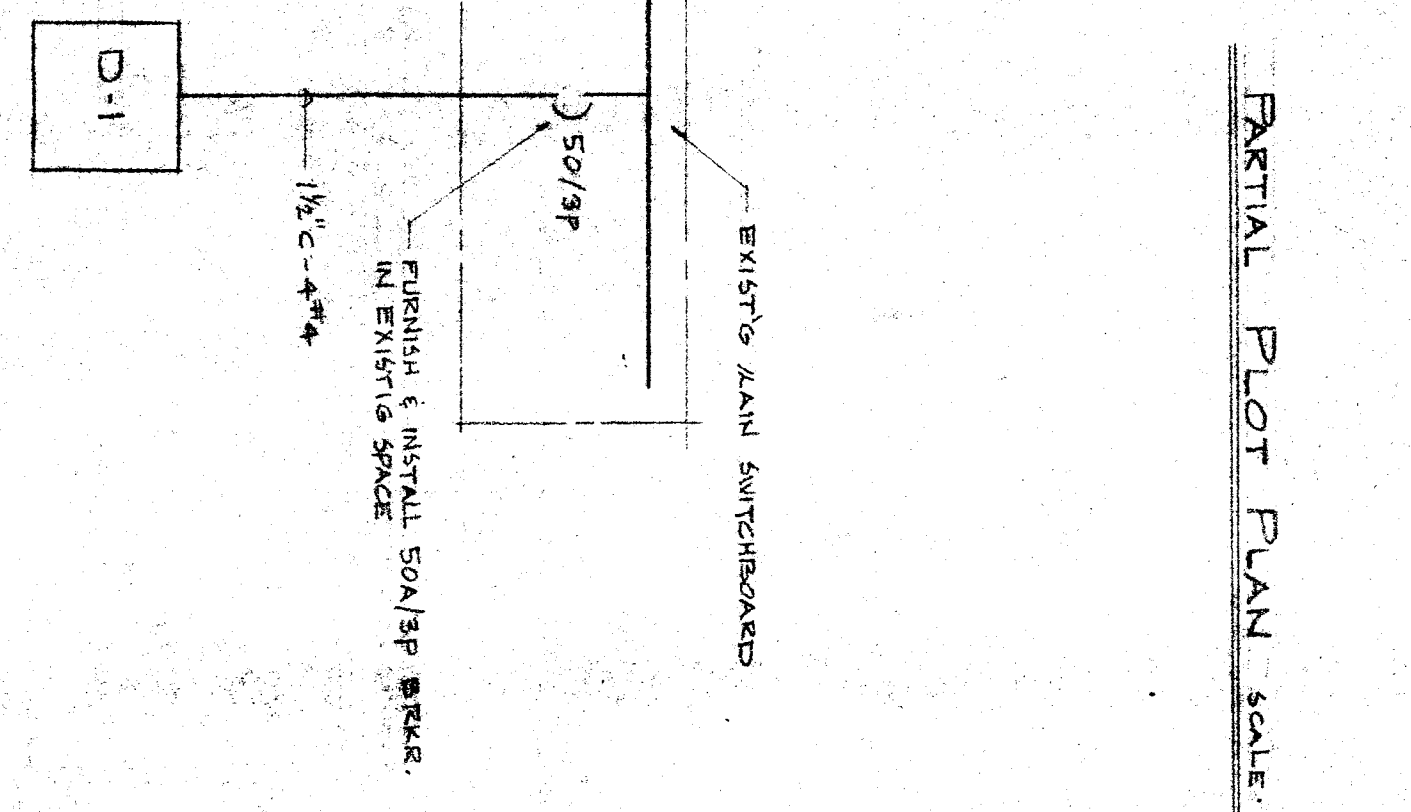 PARTIAL PLOT PLAN SCALE:
EXIST'G MAIN SWITCHBOARD
50/3P
FURNISH & INSTALL 50A/3P BRKR.
IN EXISTIG SPACE
1½" C - 4#4
D-1